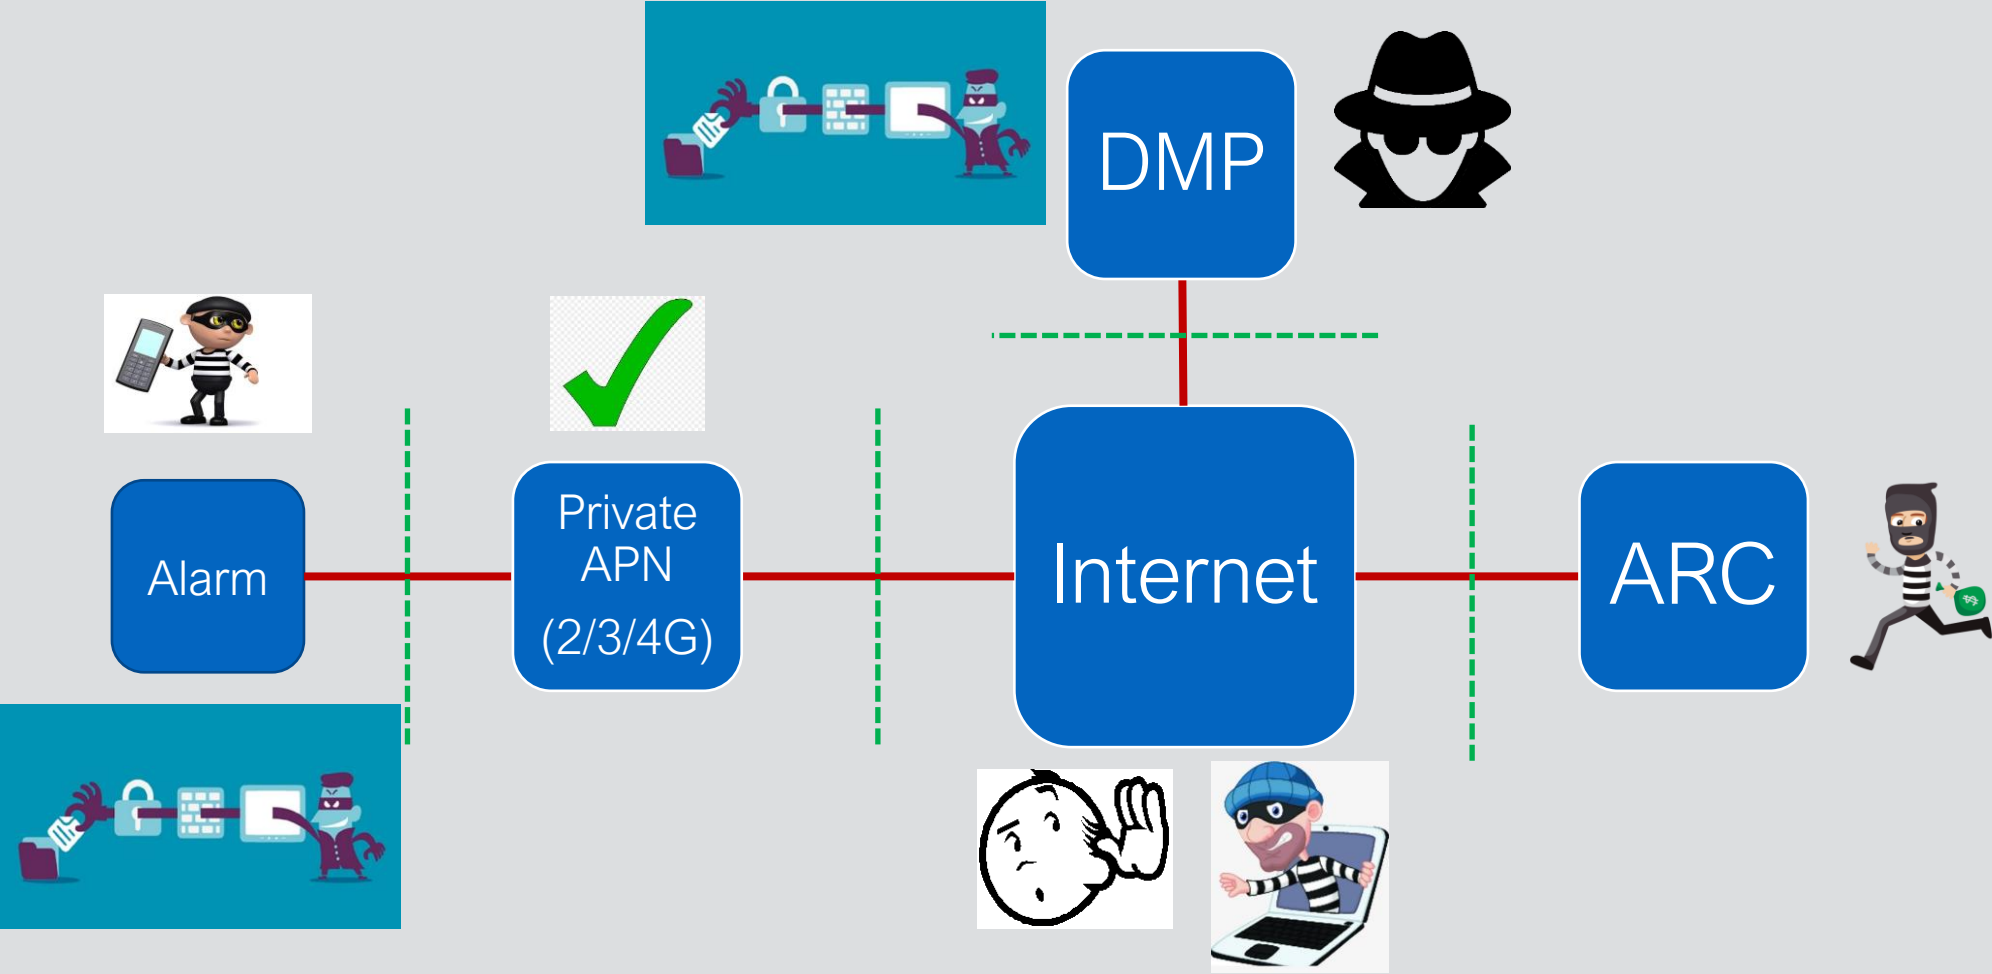 DMP
Alarm
Private
APN
(2/3/4G)
Internet
ARC